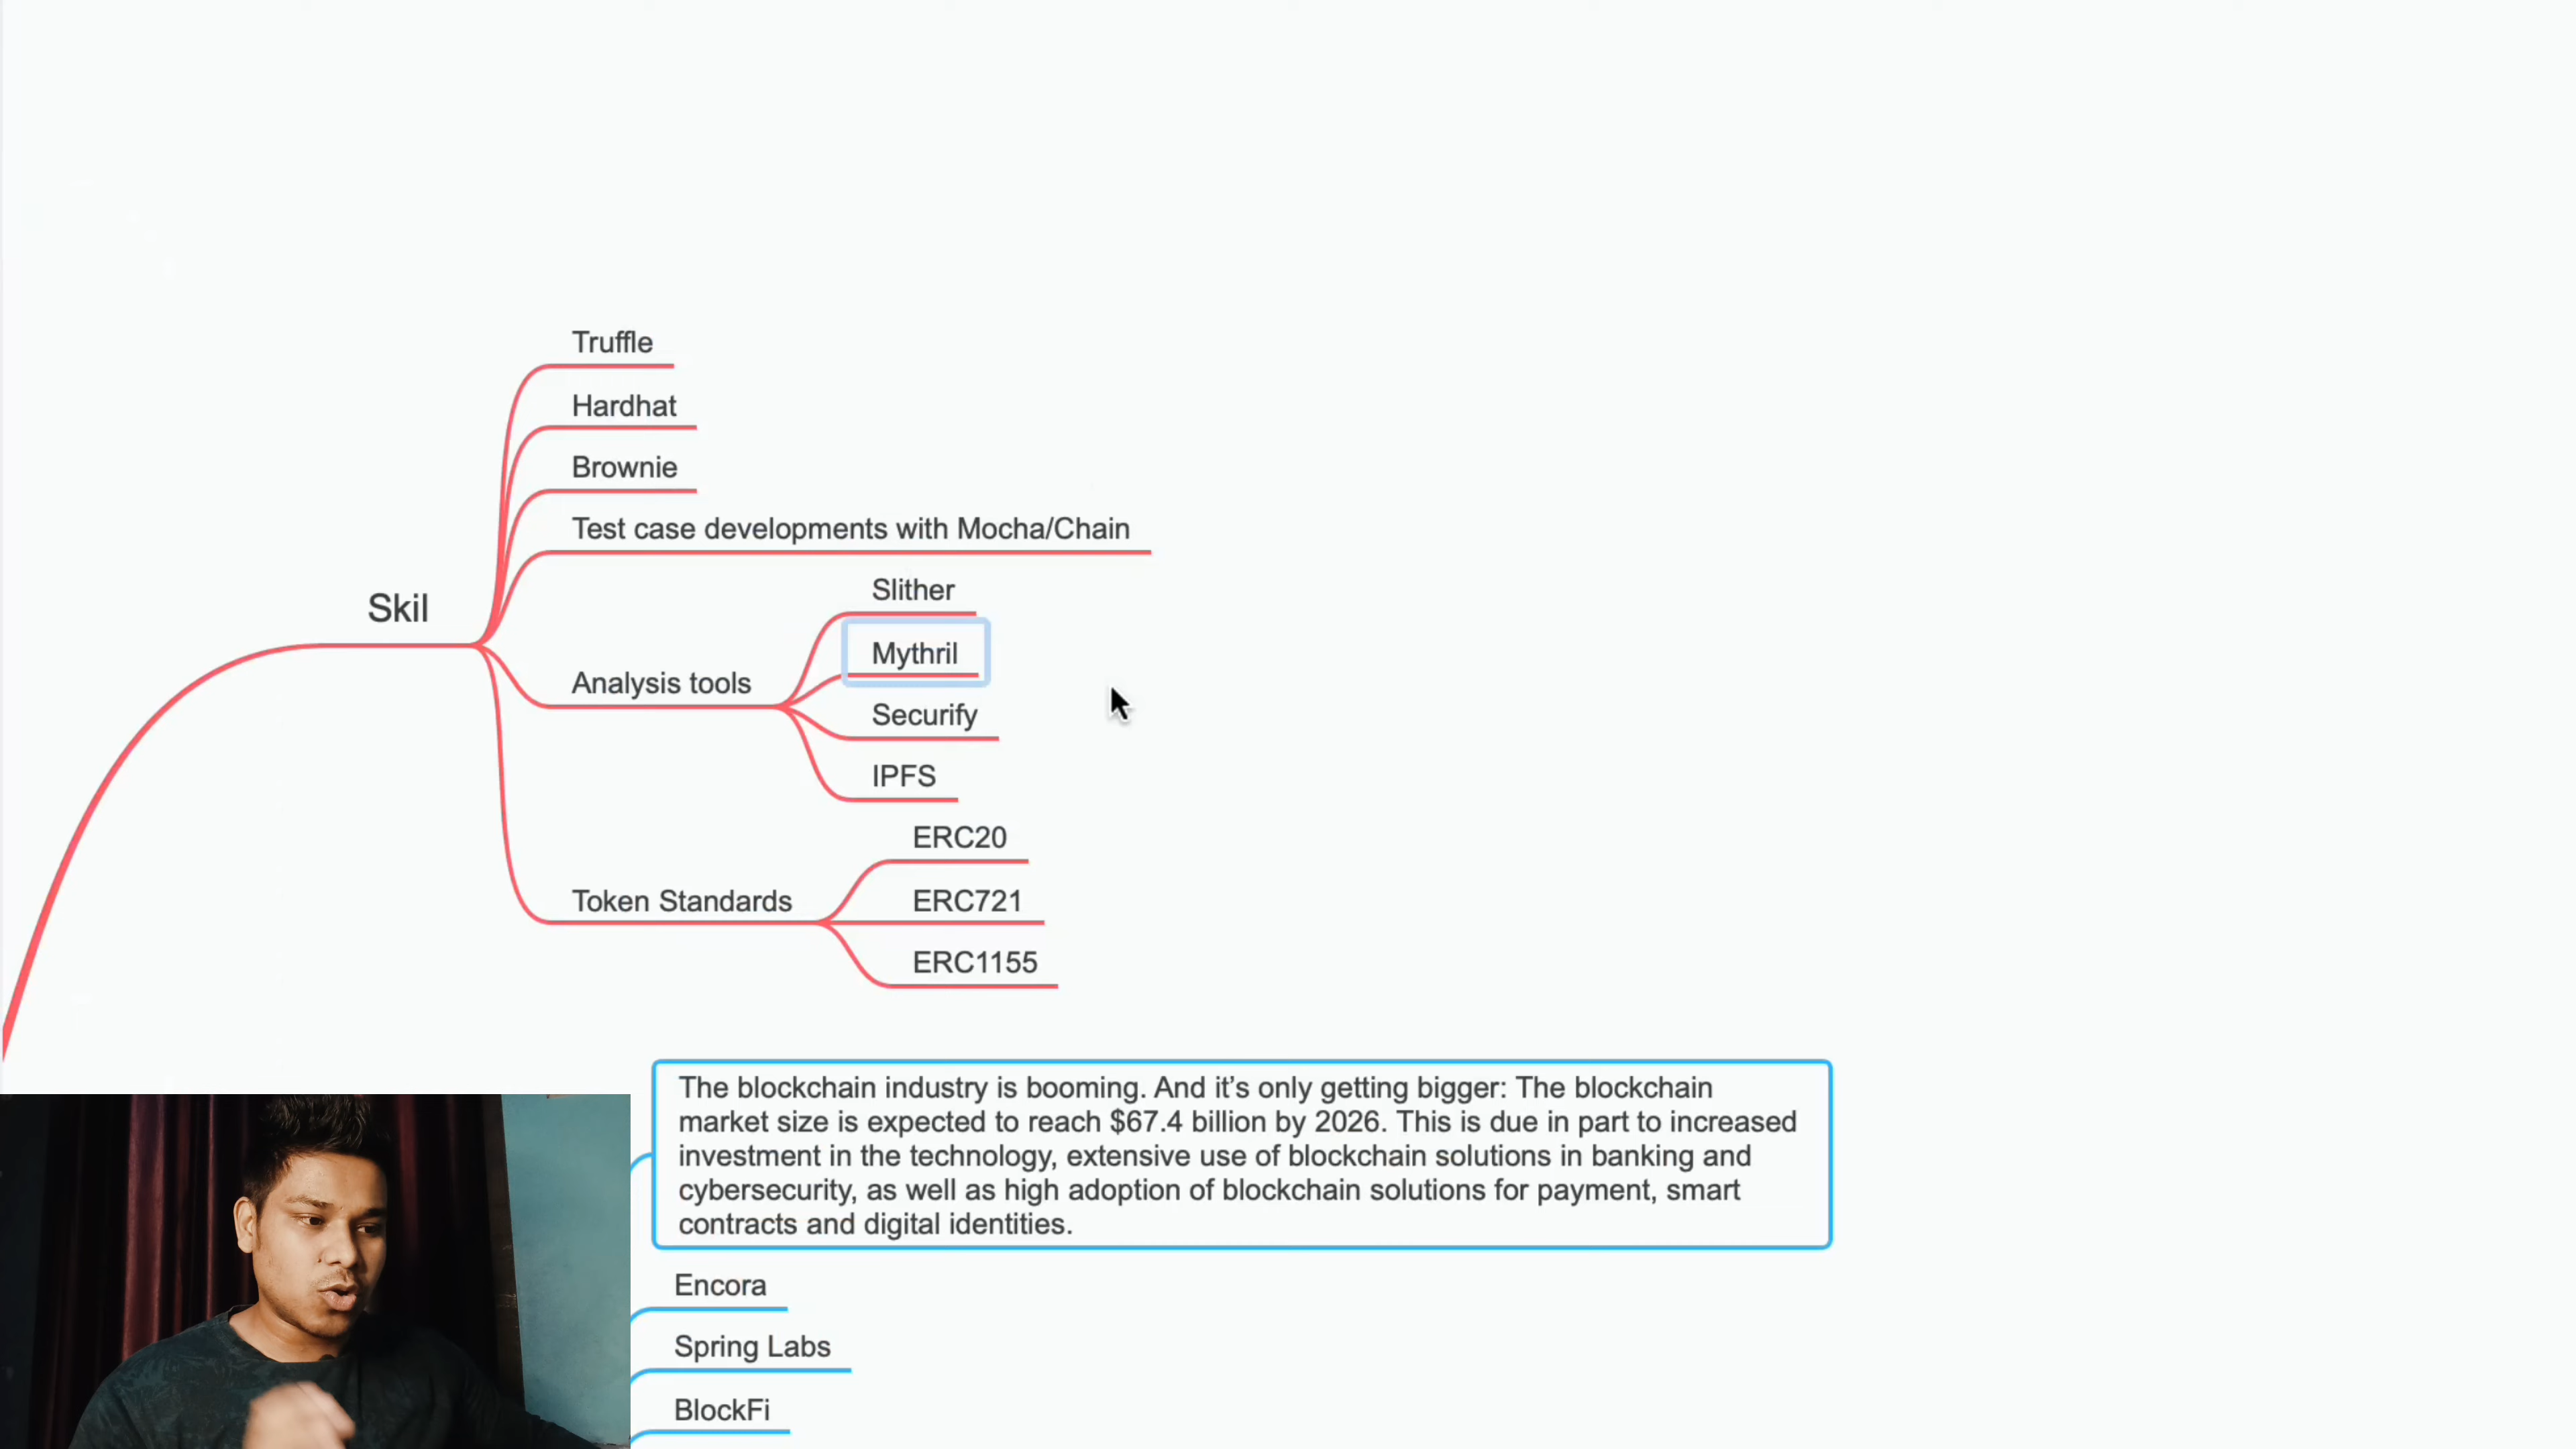 Truffle
Hardhat
Brownie
Test case developments with Mocha/Chain
Skil
Slither
Mythril
Analysis tools
Securify
IPFS
ERC20
Token Standards
ERC721
ERC1155
The blockchain industry is booming. And it’s only getting bigger: The blockchain
market size is expected to reach $67.4 billion by 2026. This is due in part to increased
investment in the technology, extensive use of blockchain solutions in banking and
cybersecurity, as well as high adoption of blockchain solutions for payment, smart
contracts and digital identities.
Encora
Spring Labs
BlockFi